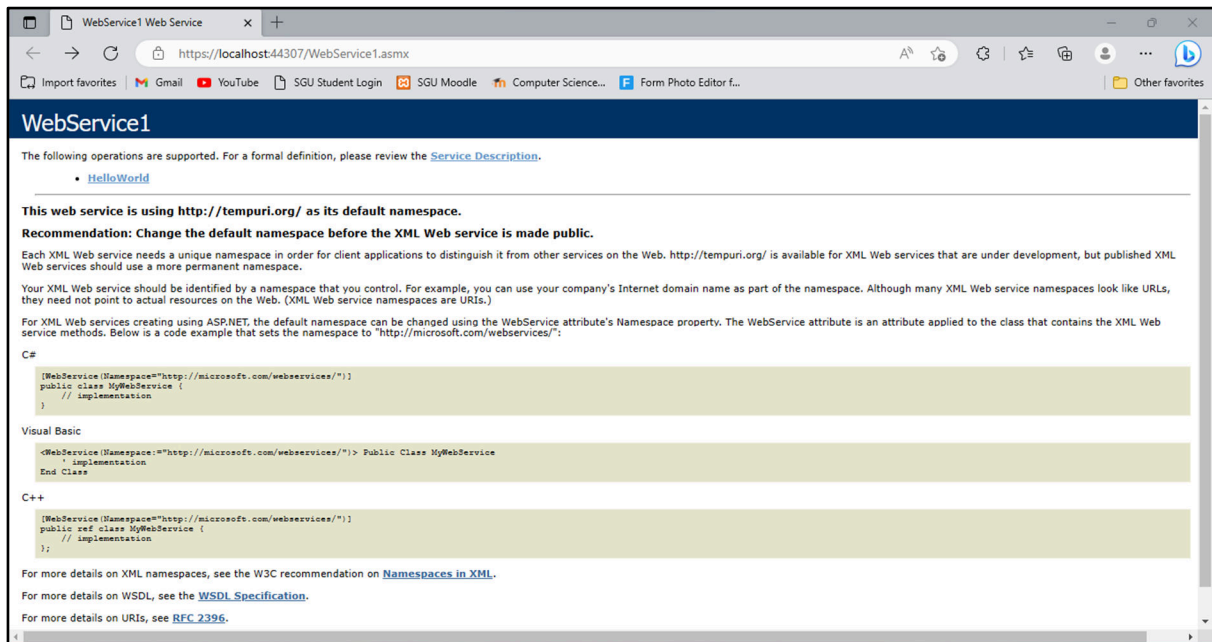 WebService1 Web Service
https://localhost:44307/WebService1.asmx
Import favorites Gmail YouTube SGU Student Login SGU Moodle Computer Science... Form Photo Editor f... Other favorites
WebService1
The following operations are supported. For a formal definition, please review the Service Description.
• HelloWorld
This web service is using http://tempuri.org/ as its default namespace.
Recommendation: Change the default namespace before the XML Web service is made public.
Each XML Web service needs a unique namespace in order for client applications to distinguish it from other services on the Web. http://tempuri.org/ is available for XML Web services that are under development, but published XML
Web services should use a more permanent namespace.
Your XML Web service should be identified by a namespace that you control. For example, you can use your company's Internet domain name as part of the namespace. Although many XML Web service namespaces look like URLs,
they need not point to actual resources on the Web. (XML Web service namespaces are URIs.)
For XML Web services creating using ASP.NET, the default namespace can be changed using the WebService attribute's Namespace property. The WebService attribute is an attribute applied to the class that contains the XML Web
service methods. Below is a code example that sets the namespace to "http://microsoft.com/webservices/":
C#
[WebService(Namespace="http://microsoft.com/webservices/")]
public class MyWebService {
// implementation
}
Visual Basic
<WebService(Namespace:="http://microsoft.com/webservices/")> Public Class MyWebService
' implementation
End Class
C++
[WebService(Namespace="http://microsoft.com/webservices/")]
public ref class MyWebService {
// implementation
};
For more details on XML namespaces, see the W3C recommendation on Namespaces in XML.
For more details on WSDL, see the WSDL Specification.
For more details on URIs, see RFC 2396.